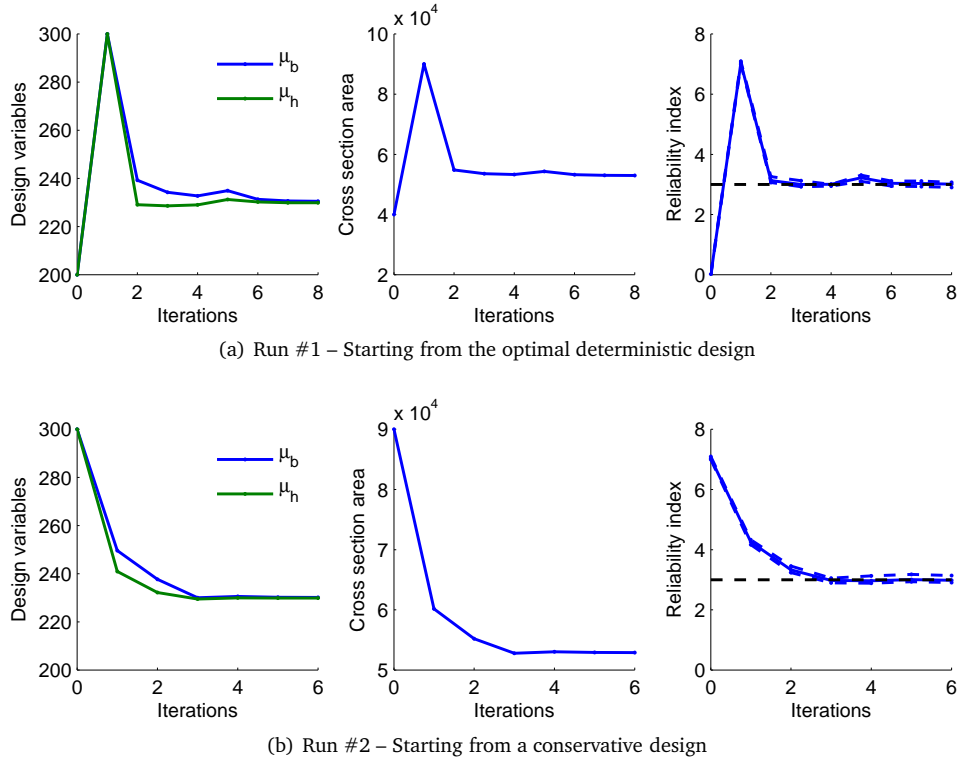 300
280
260
240
220
200
0
2
4
6
8
Design variables
Iterations
μ_b
μ_h
x 10^4
10
8
6
4
2
0
2
4
6
8
Cross section area
Iterations
8
6
4
2
0
0
2
4
6
8
Reliability index
Iterations
(a) Run #1 – Starting from the optimal deterministic design
300
280
260
240
220
200
0
2
4
6
Design variables
Iterations
μ_b
μ_h
x 10^4
9
8
7
6
5
0
2
4
6
Cross section area
Iterations
8
6
4
2
0
0
2
4
6
Reliability index
Iterations
(b) Run #2 – Starting from a conservative design